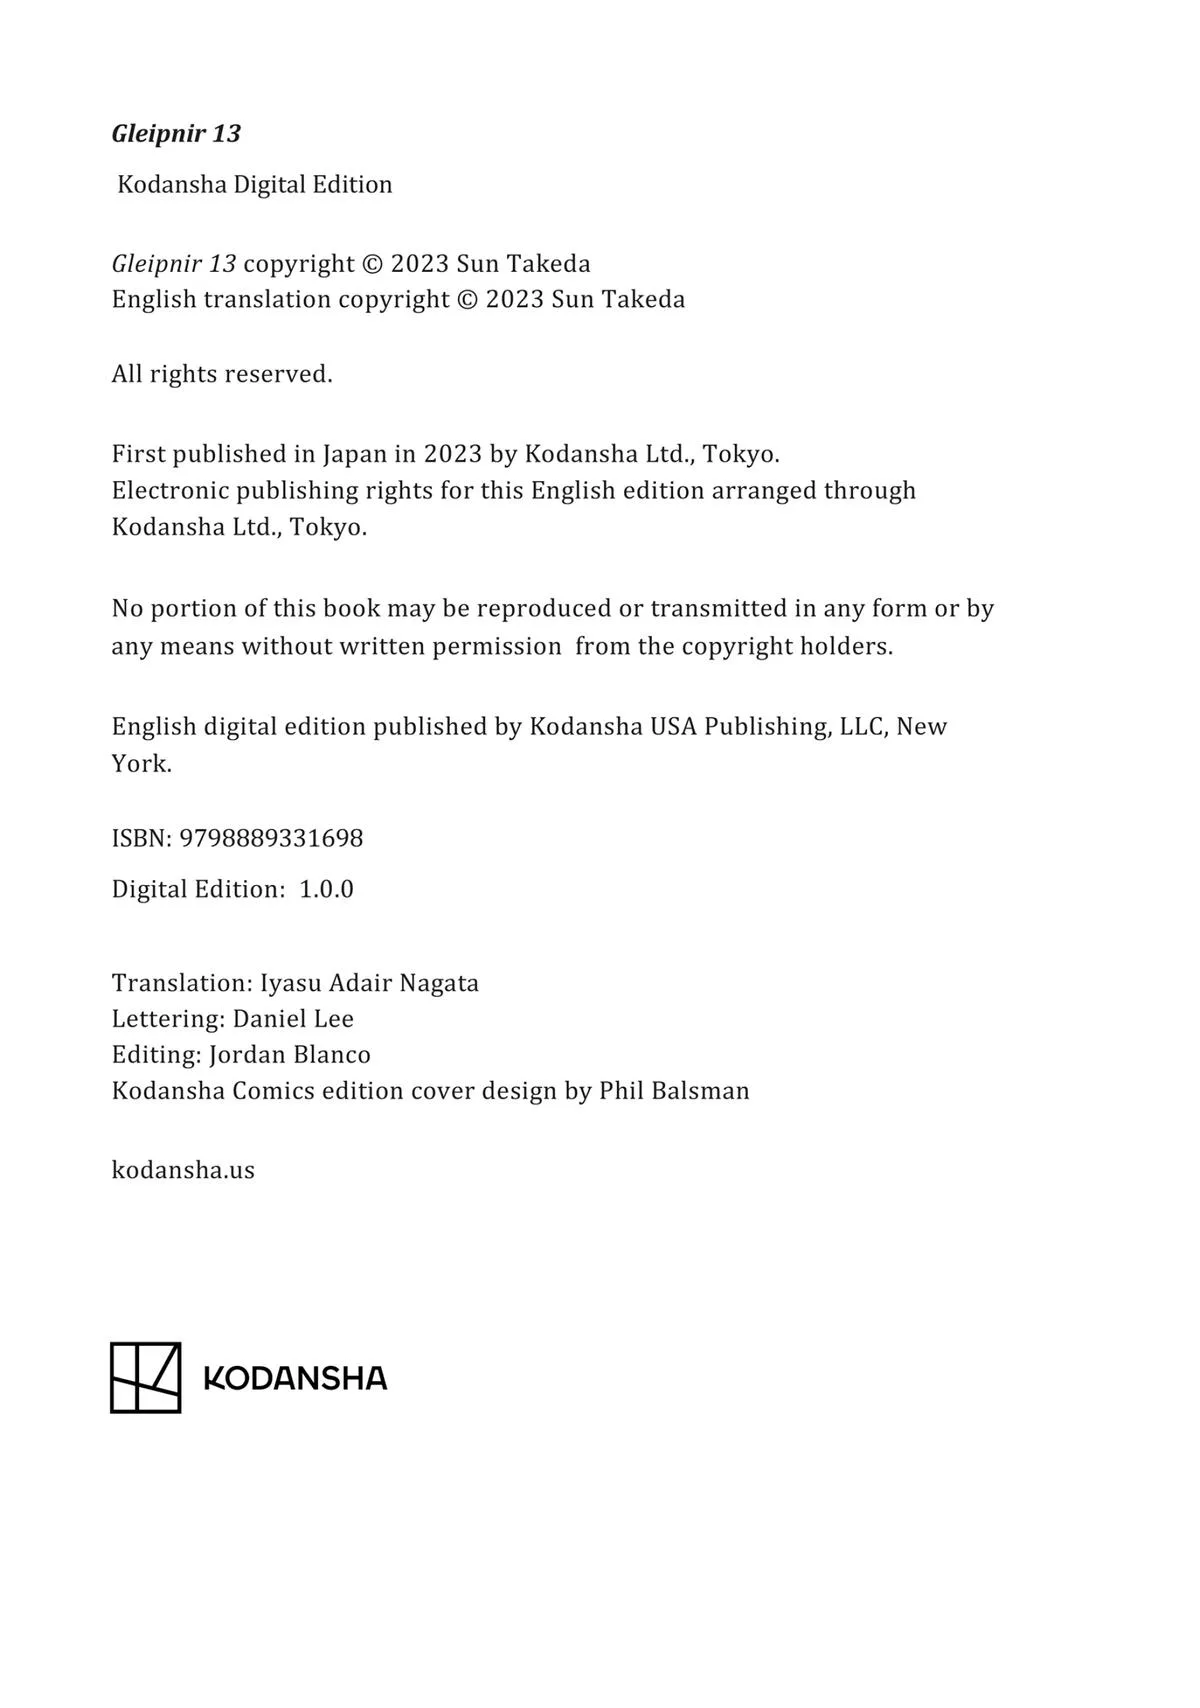 Gleipnir 13
Kodansha Digital Edition
Gleipnir 13 copyright © 2023 Sun Takeda
English translation copyright © 2023 Sun Takeda
All rights reserved.
First published in Japan in 2023 by Kodansha Ltd., Tokyo.
Electronic publishing rights for this English edition arranged through
Kodansha Ltd., Tokyo.
No portion of this book may be reproduced or transmitted in any form or by
any means without written permission  from the copyright holders.
English digital edition published by Kodansha USA Publishing, LLC, New
York.
ISBN: 9798889331698
Digital Edition:  1.0.0
Translation: Iyasu Adair Nagata
Lettering: Daniel Lee
Editing: Jordan Blanco
Kodansha Comics edition cover design by Phil Balsman
kodansha.us
KODANSHA